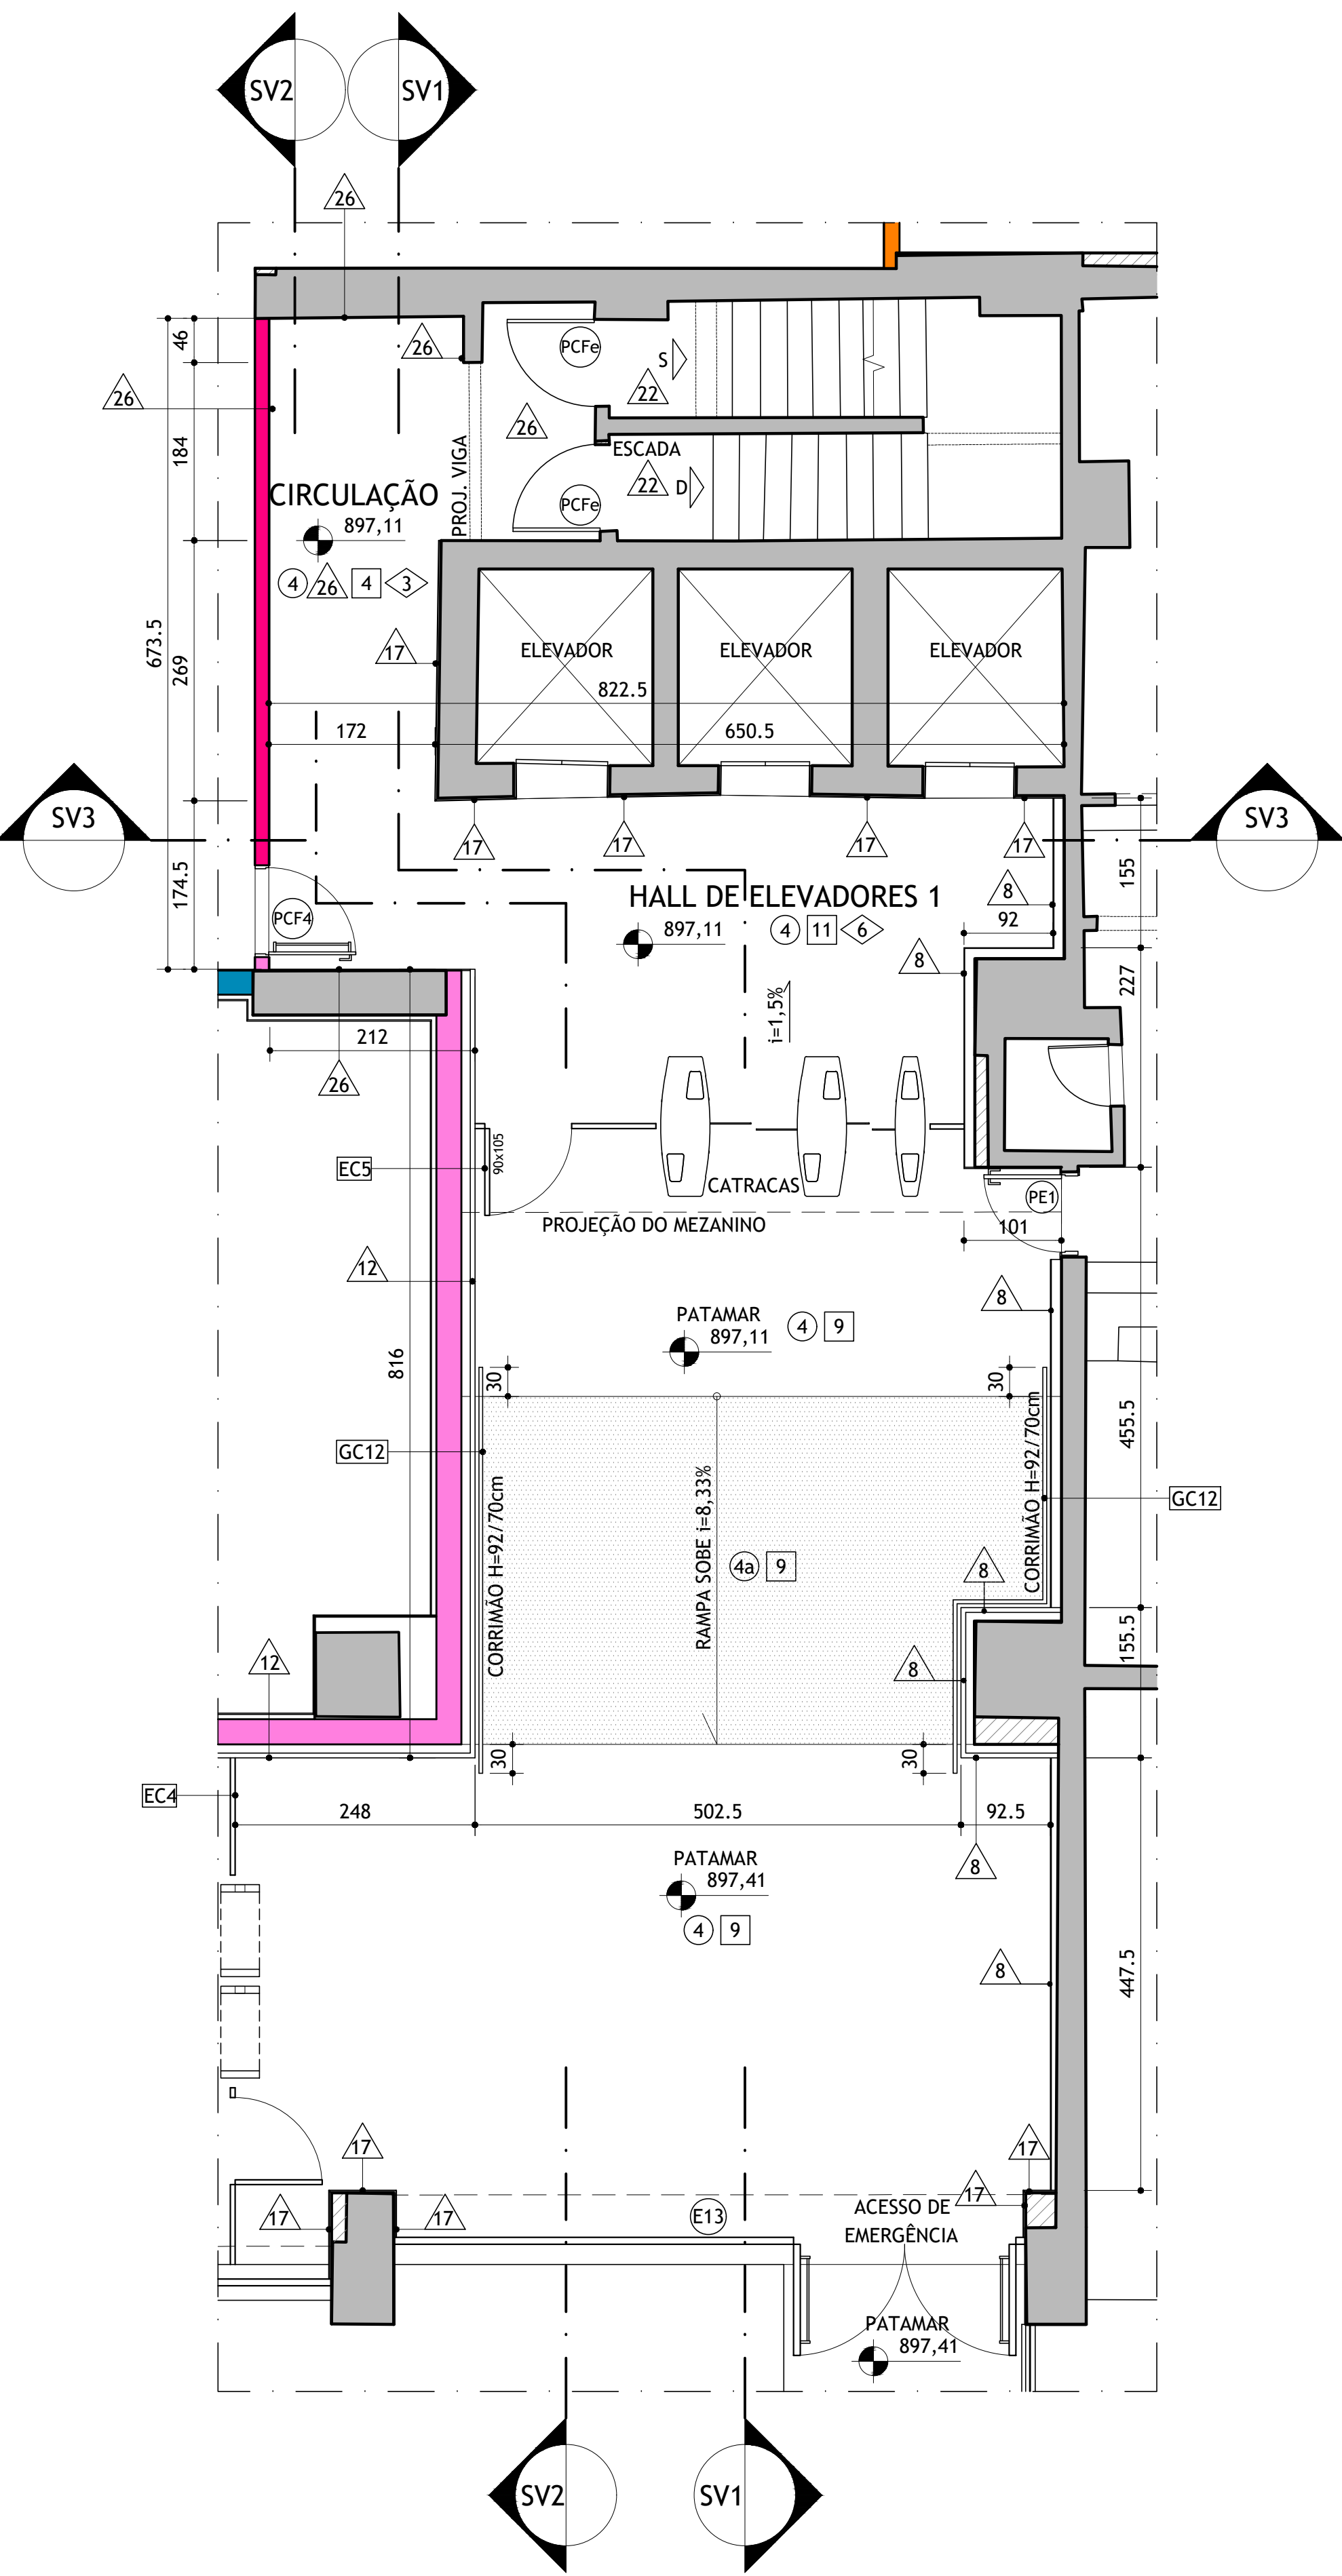 SV2
SV1
26
26
PCFe
S
22
46
26
26
184
ESCADA
22
D
PROJ. VIGA
CIRCULAÇÃO
897,11
PCFe
4
26
4
3
673.5
269
17
ELEVADOR
ELEVADOR
ELEVADOR
822.5
172
650.5
SV3
SV3
17
17
17
17
174.5
155
8
HALL DE ELEVADORES 1
92
PCF4
897,11
4
11
6
8
227
i=1,5%
212
26
EC5
90x105
CATRACAS
PE1
PROJEÇÃO DO MEZANINO
101
12
8
PATAMAR
897,11
4
9
816
30
30
455.5
GC12
CORRIMÃO H=92/70cm
RAMPA SOBE i=8,33%
CORRIMÃO H=92/70cm
GC12
4a
9
8
155.5
12
8
30
30
EC4
248
502.5
92.5
PATAMAR
897,41
8
4
9
8
447.5
17
17
17
17
17
E13
ACESSO DE
EMERGÊNCIA
PATAMAR
897,41
SV2
SV1